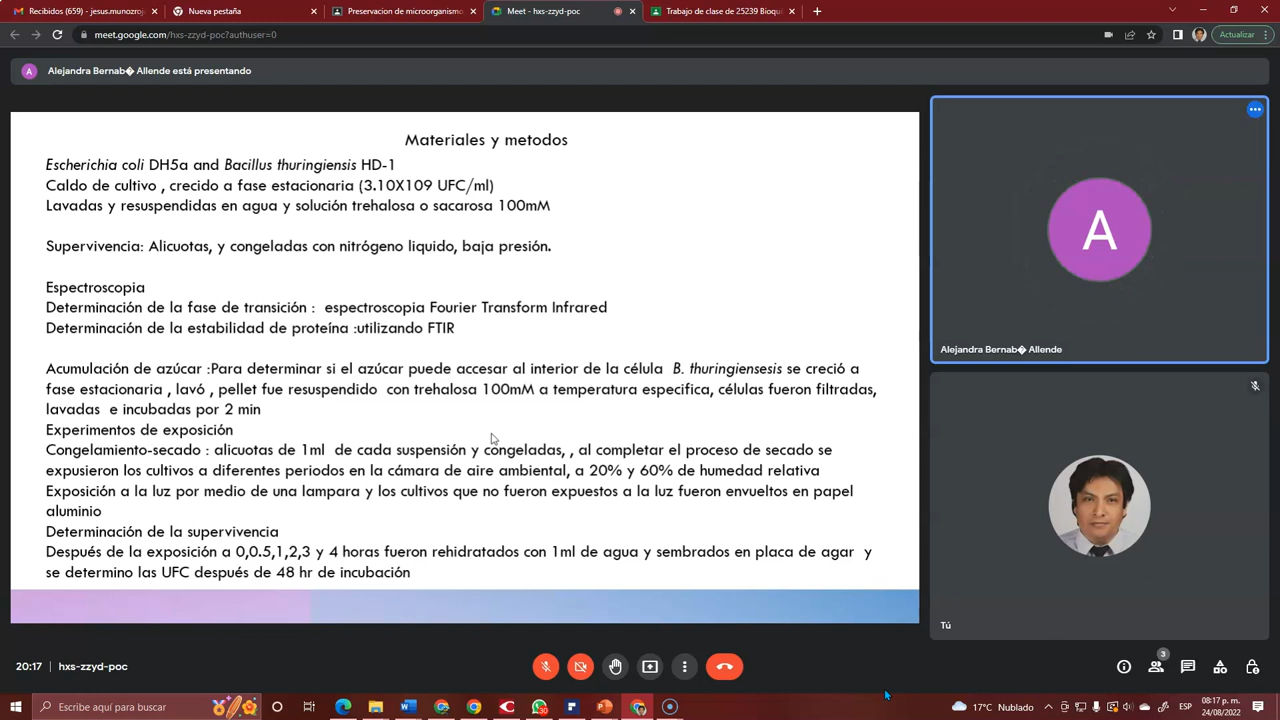 Recibidos (659) - jesus.munozroj
Nueva pestaña
Preservacion de microorganismo
Meet - hxs-zzyd-poc
Trabajo de clase de 25239 Bioqu
meet.google.com/hxs-zzyd-poc?authuser=0
Actualizar
A Alejandra Bernab� Allende está presentando
Materiales y metodos
Escherichia coli DH5a and Bacillus thuringiensis HD-1
Caldo de cultivo , crecido a fase estacionaria (3.10X109 UFC/ml)
Lavadas y resuspendidas en agua y solución trehalosa o sacarosa 100mM
Supervivencia: Alicuotas, y congeladas con nitrógeno liquido, baja presión.
Espectroscopia
Determinación de la fase de transición : espectroscopia Fourier Transform Infrared
Determinación de la estabilidad de proteína :utilizando FTIR
Acumulación de azúcar :Para determinar si el azúcar puede accesar al interior de la célula B. thuringiensesis se creció a
fase estacionaria , lavó , pellet fue resuspendido con trehalosa 100mM a temperatura especifica, células fueron filtradas,
lavadas e incubadas por 2 min
Experimentos de exposición
Congelamiento-secado : alicuotas de 1ml de cada suspensión y congeladas, , al completar el proceso de secado se
expusieron los cultivos a diferentes periodos en la cámara de aire ambiental, a 20% y 60% de humedad relativa
Exposición a la luz por medio de una lampara y los cultivos que no fueron expuestos a la luz fueron envueltos en papel
aluminio
Determinación de la supervivencia
Después de la exposición a 0,0.5,1,2,3 y 4 horas fueron rehidratados con 1ml de agua y sembrados en placa de agar y
se determino las UFC después de 48 hr de incubación
A
Alejandra Bernab� Allende
Tú
20:17 | hxs-zzyd-poc
3
Escribe aquí para buscar
30
17°C Nublado
ESP
08:17 p. m.
24/08/2022